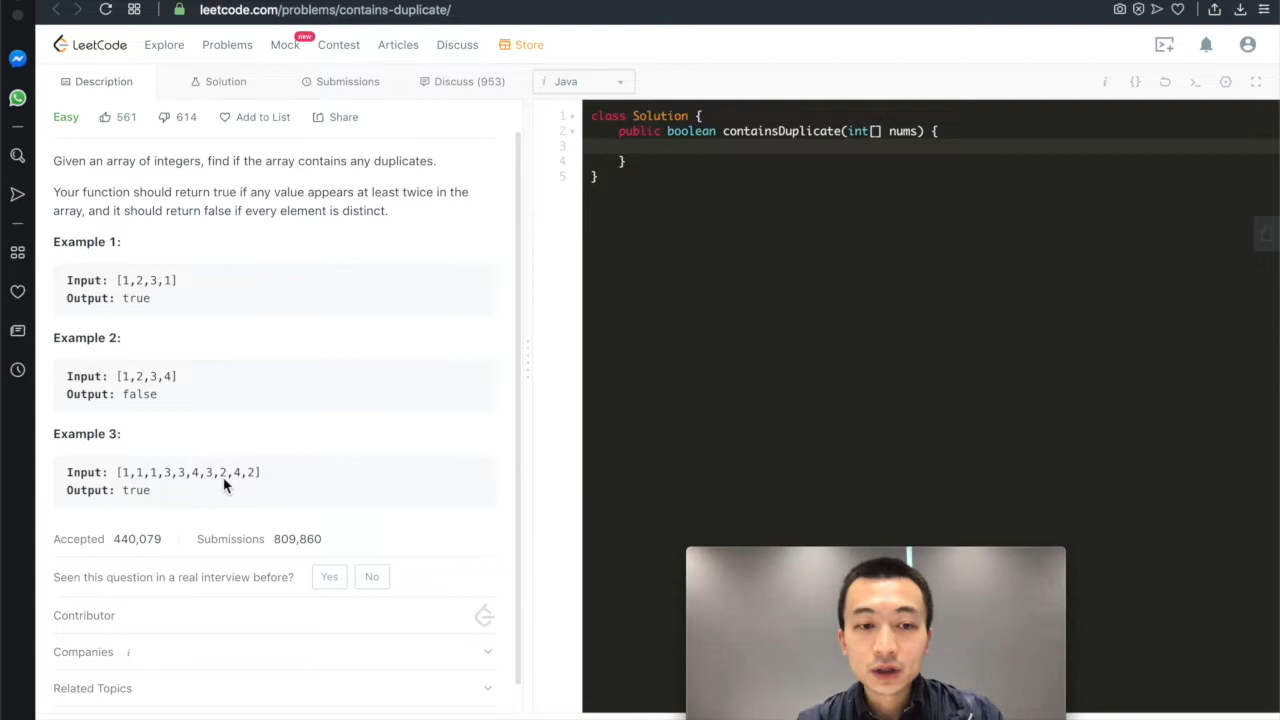 leetcode.com/problems/contains-duplicate/
LeetCode Explore Problems Mock new Contest Articles Discuss Store
Description Solution Submissions Discuss (953) i Java
Easy 561 614 Add to List Share
Given an array of integers, find if the array contains any duplicates.
Your function should return true if any value appears at least twice in the
array, and it should return false if every element is distinct.
Example 1:
Input: [1,2,3,1]
Output: true
Example 2:
Input: [1,2,3,4]
Output: false
Example 3:
Input: [1,1,1,3,3,4,3,2,4,2]
Output: true
Accepted 440,079 Submissions 809,860
Seen this question in a real interview before? Yes No
Contributor
Companies i
Related Topics
i {}
1 class Solution {
2 public boolean containsDuplicate(int[] nums) {
3
4 }
5 }